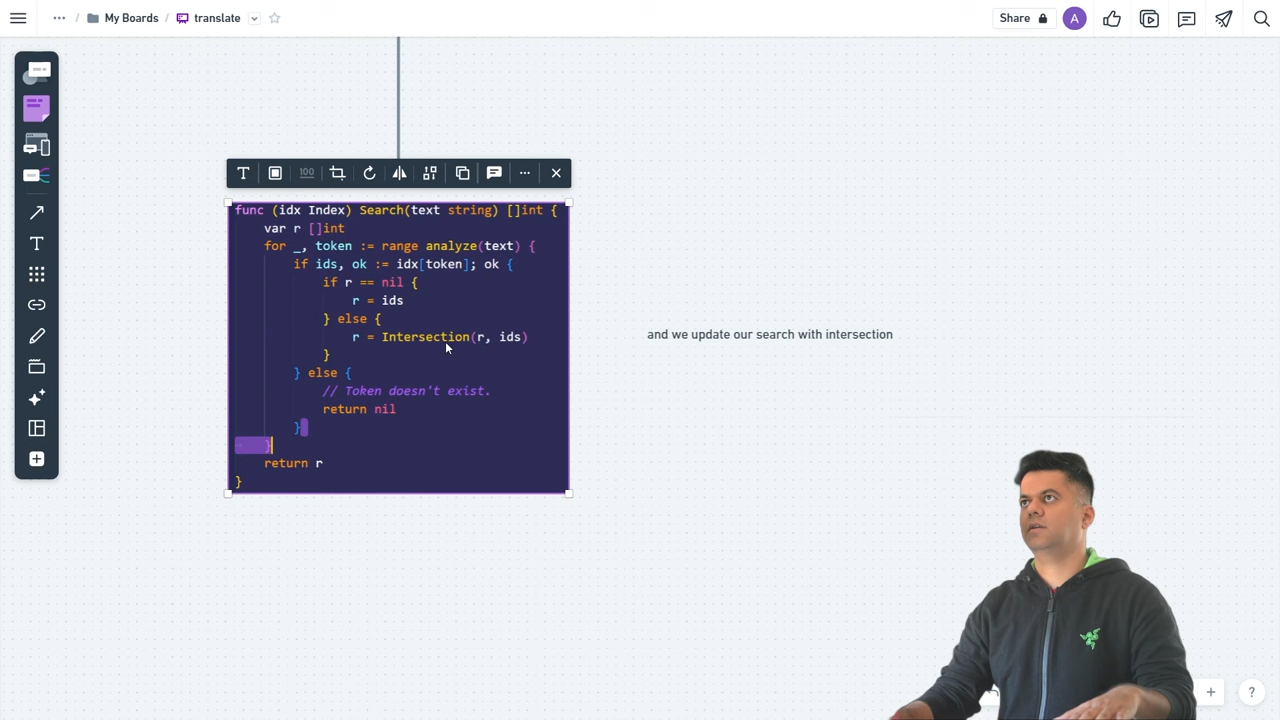 ... / My Boards / translate
Share
A
100
func (idx Index) Search(text string) []int {
    var r []int
    for _, token := range analyze(text) {
        if ids, ok := idx[token]; ok {
            if r == nil {
                r = ids
            } else {
                r = Intersection(r, ids)
            }
        } else {
            // Token doesn't exist.
            return nil
        }
    }
    return r
}
and we update our search with intersection
+ ?